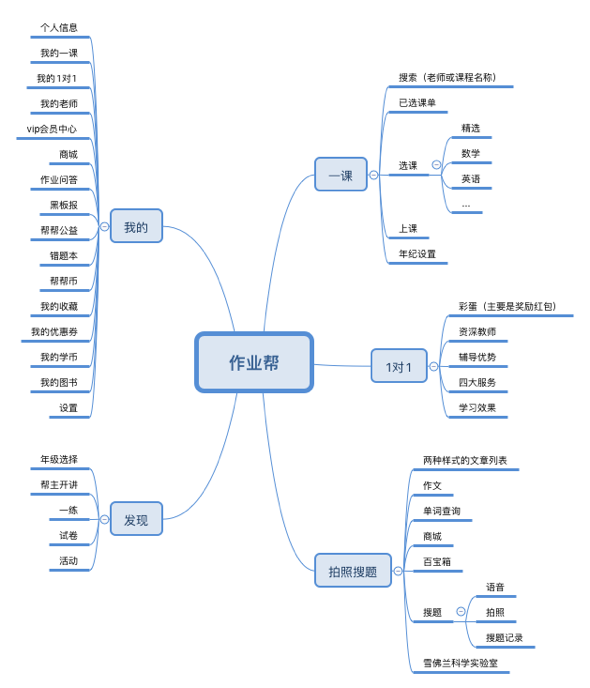 作业帮
一课
搜索（老师或课程名称）
已选课单
选课
精选
数学
英语
...
上课
年纪设置
1对1
彩蛋（主要是奖励红包）
资深教师
辅导优势
四大服务
学习效果
拍照搜题
两种样式的文章列表
作文
单词查询
商城
百宝箱
搜题
语音
拍照
搜题记录
雪佛兰科学实验室
我的
个人信息
我的一课
我的1对1
我的老师
vip会员中心
商城
作业问答
黑板报
帮帮公益
错题本
帮帮币
我的收藏
我的优惠券
我的学币
我的图书
设置
发现
年级选择
帮主开讲
一练
试卷
活动